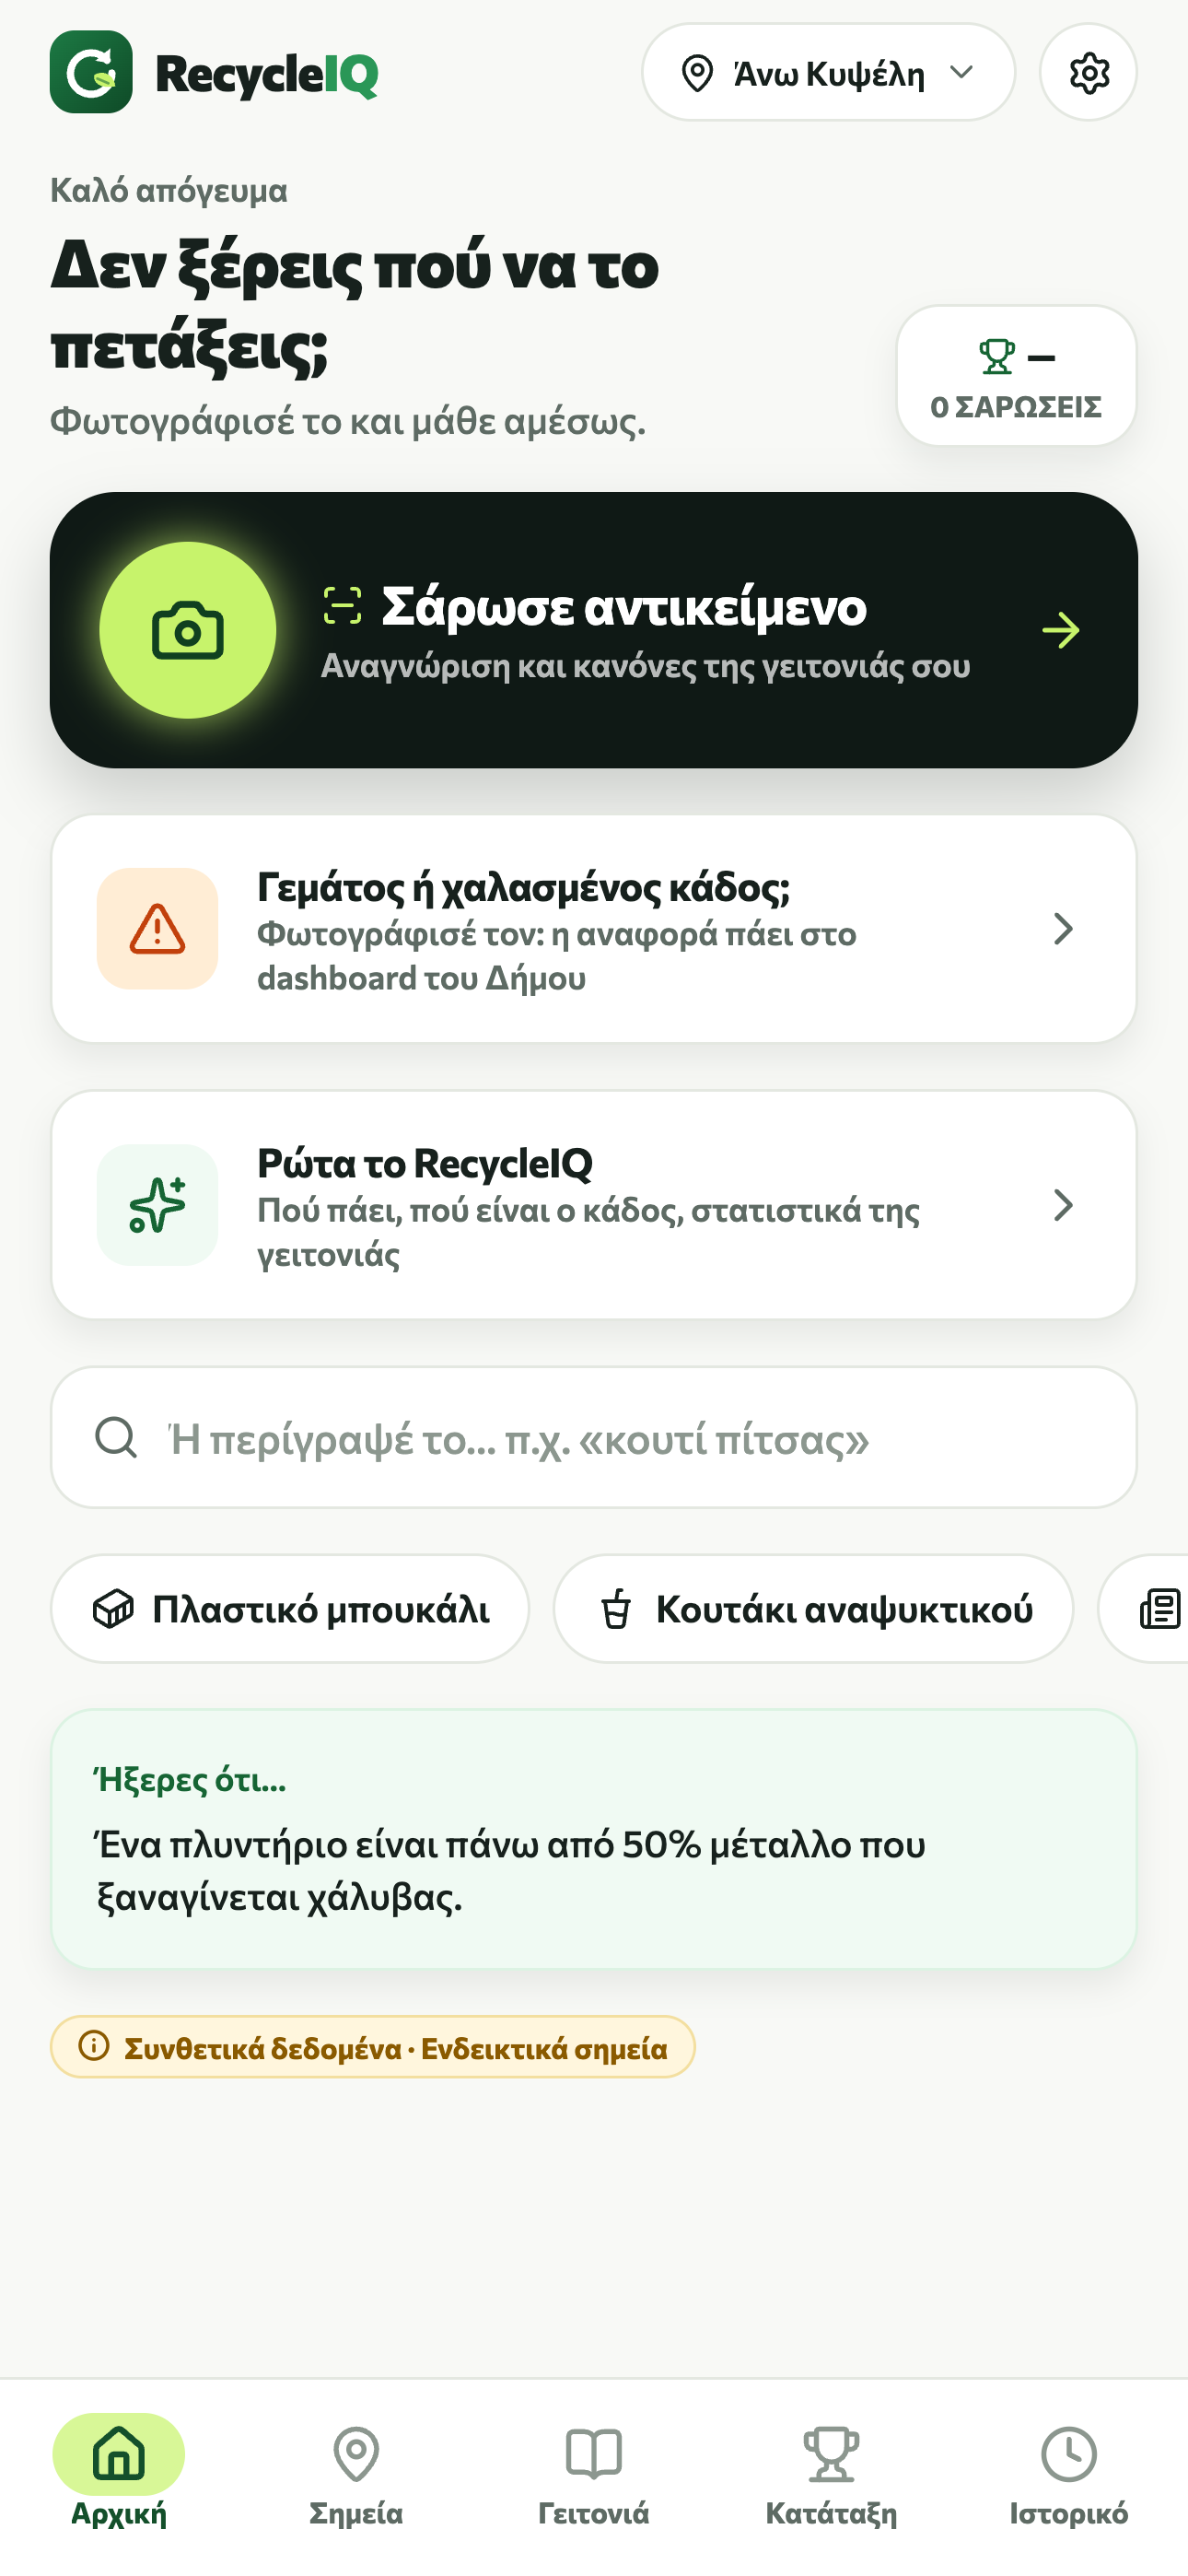 RecycleIQ
Άνω Κυψέλη
Καλό απόγευμα
Δεν ξέρεις πού να το
πετάξεις;
Φωτογράφισέ το και μάθε αμέσως.
–
0 ΣΑΡΩΣΕΙΣ
Σάρωσε αντικείμενο
Αναγνώριση και κανόνες της γειτονιάς σου
Γεμάτος ή χαλασμένος κάδος;
Φωτογράφισέ τον: η αναφορά πάει στο
dashboard του Δήμου
Ρώτα το RecycleIQ
Πού πάει, πού είναι ο κάδος, στατιστικά της
γειτονιάς
Ή περίγραψέ το... π.χ. «κουτί πίτσας»
Πλαστικό μπουκάλι
Κουτάκι αναψυκτικού
Ήξερες ότι...
Ένα πλυντήριο είναι πάνω από 50% μέταλλο που
ξαναγίνεται χάλυβας.
Συνθετικά δεδομένα · Ενδεικτικά σημεία
Αρχική
Σημεία
Γειτονιά
Κατάταξη
Ιστορικό